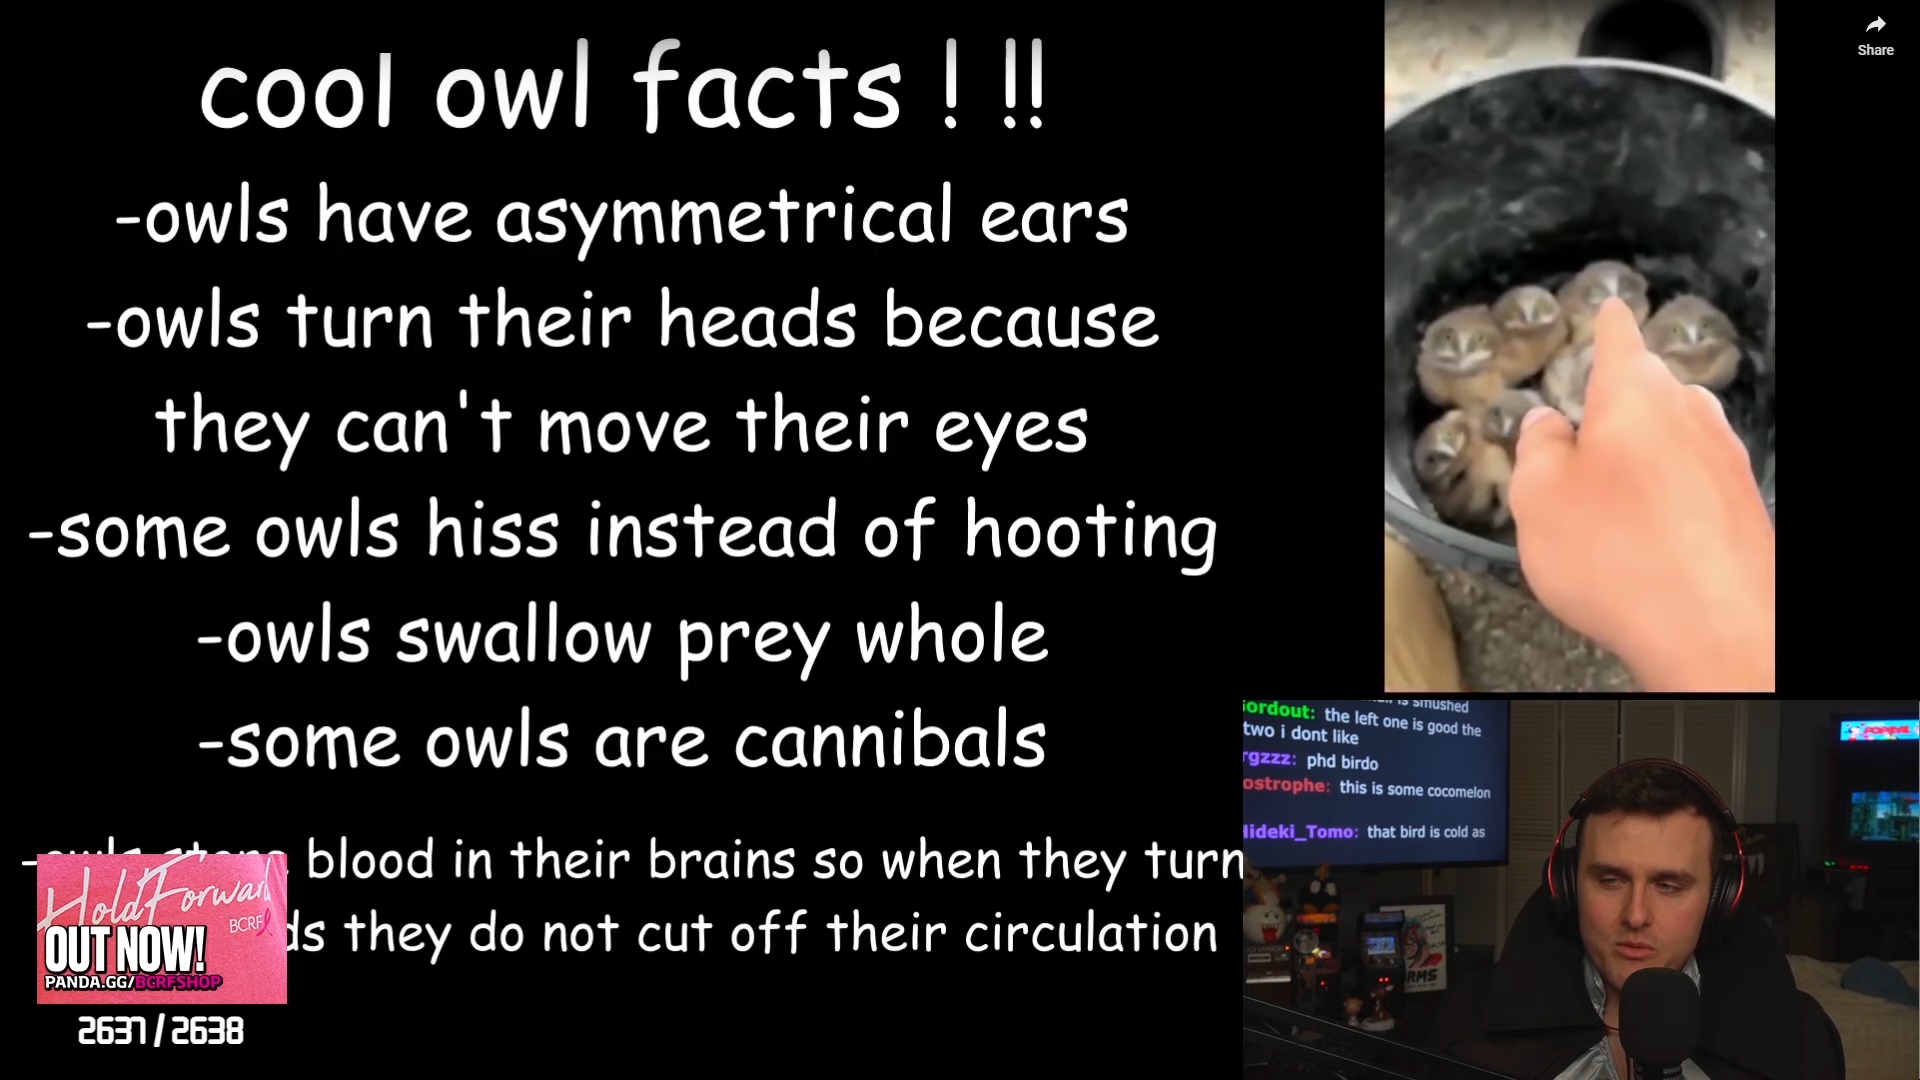 cool owl facts ! !!
-owls have asymmetrical ears
-owls turn their heads because
they can't move their eyes
-some owls hiss instead of hooting
-owls swallow prey whole
-some owls are cannibals
blood in their brains so when they turn
they do not cut off their circulation
Share
HoldForward
BCRF
OUT NOW!
PANDA.GG/BCRFSHOP
2637 / 2638
is smushed
ordout: the left one is good the
two i dont like
rgzzz: phd birdo
ostrophe: this is some cocomelon
Hideki_Tomo: that bird is cold as